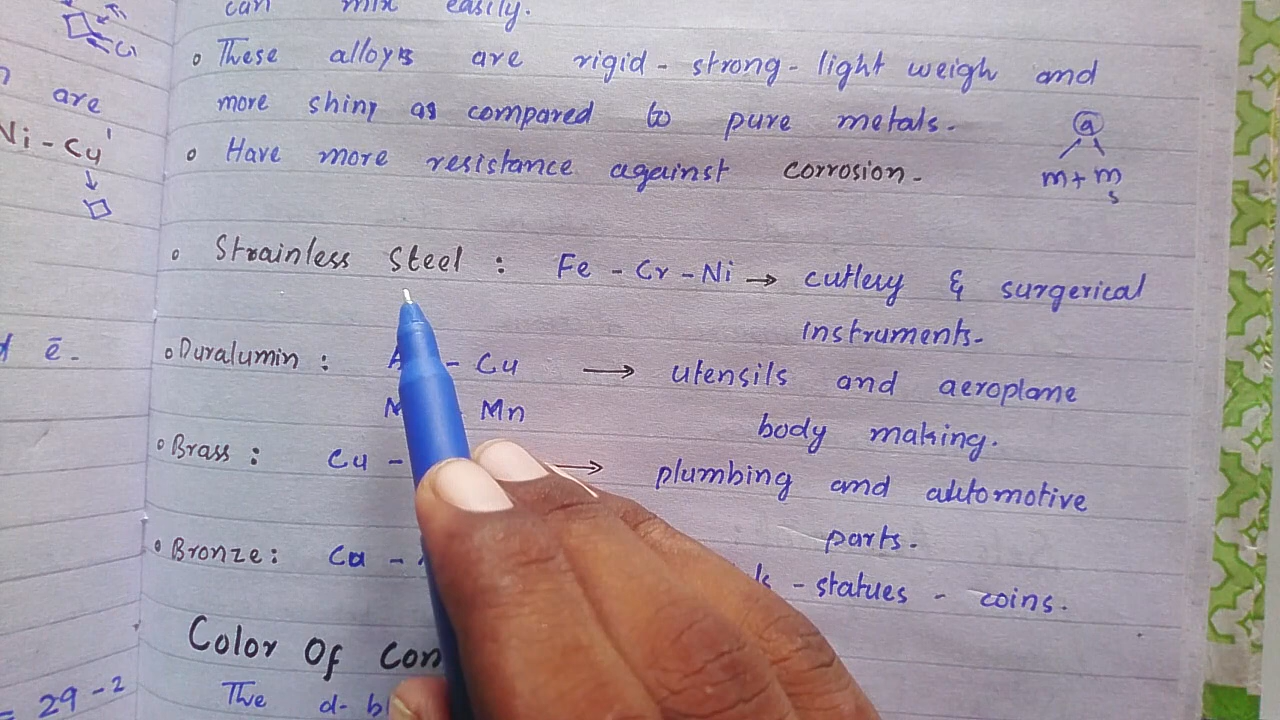 can mix easily.
These alloys are rigid - strong - light weigh and
more shiny as compared to pure metals.
a
m + m
s
Have more resistance against corrosion.
Strainless Steel : Fe - Cr - Ni → cutlery & surgerical
instruments.
Duralumin : - Cu → utensils and aeroplane
Mn body making.
Brass : Cu - → plumbing and automotive
parts.
Bronze : Cu - - statues - coins.
Color Of
The d-
are
Ni - Cu
ē -
= 29 - 2